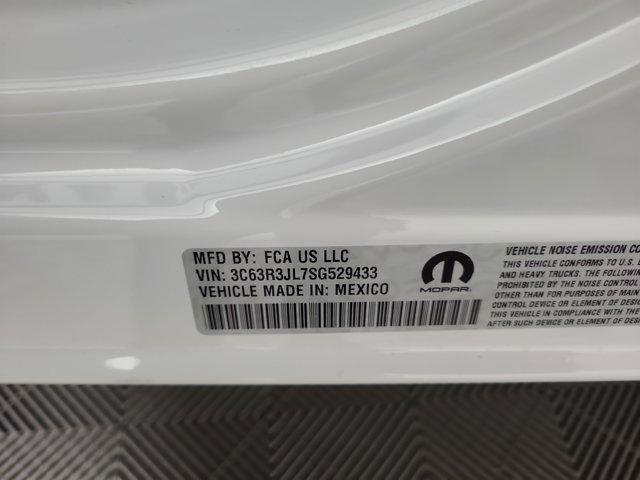 MFD BY: FCA US LLC
VIN: 3C63R3JL7SG529433
VEHICLE MADE IN: MEXICO
MOPAR
VEHICLE NOISE EMISSION CO
THIS VEHICLE CONFORMS TO U.S.
AND HEAVY TRUCKS. THE FOLLOWING
PROHIBITED BY THE NOISE CONTROL
OTHER THAN FOR PURPOSES OF MAIN
CONTROL DEVICE OR ELEMENT OF DESI
THIS VEHICLE IN COMPLIANCE WITH THE
AFTER SUCH DEVICE OR ELEMENT OF DESI